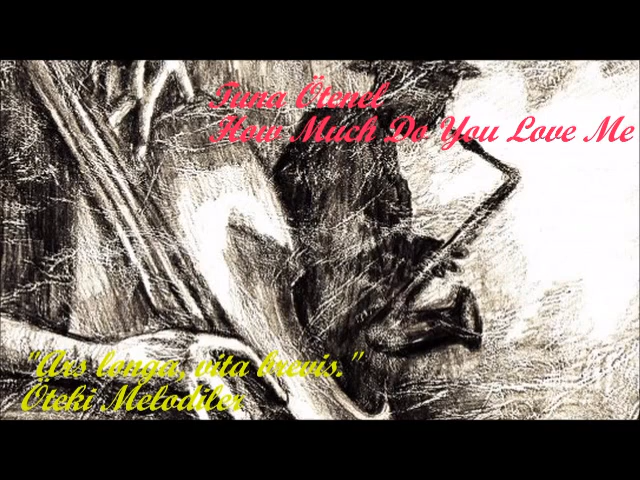 Tuna Ötenel
How Much Do You Love Me
"Ars longa, vita brevis."
Öteki Melodiler